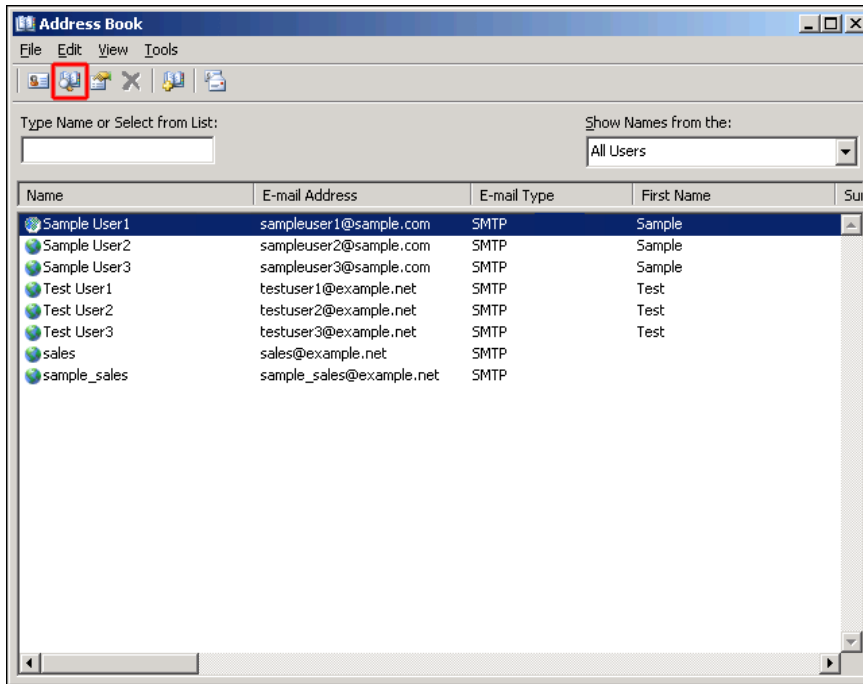 Address Book
File Edit View Tools
Type Name or Select from List:
Show Names from the:
All Users
Name E-mail Address E-mail Type First Name Su
Sample User1 sampleuser1@sample.com SMTP Sample
Sample User2 sampleuser2@sample.com SMTP Sample
Sample User3 sampleuser3@sample.com SMTP Sample
Test User1 testuser1@example.net SMTP Test
Test User2 testuser2@example.net SMTP Test
Test User3 testuser3@example.net SMTP Test
sales sales@example.net SMTP
sample_sales sample_sales@example.net SMTP